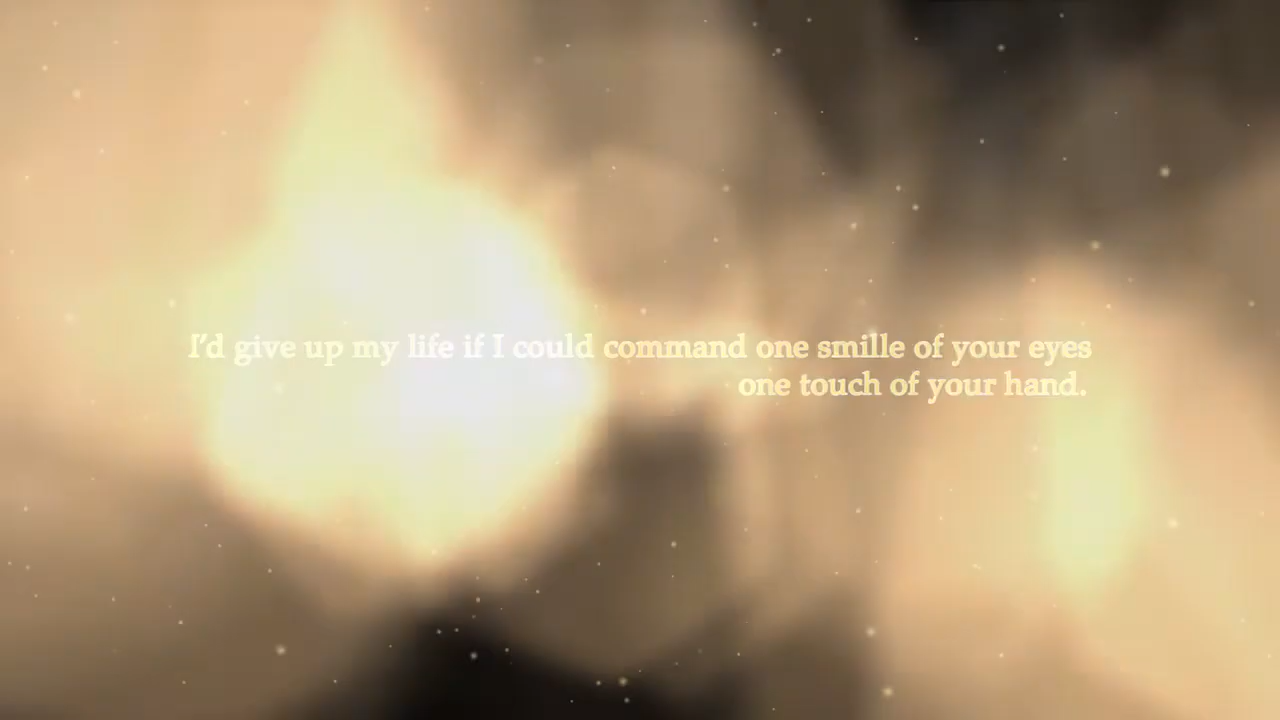 I'd give up my life if I could command one smille of your eyes
one touch of your hand.